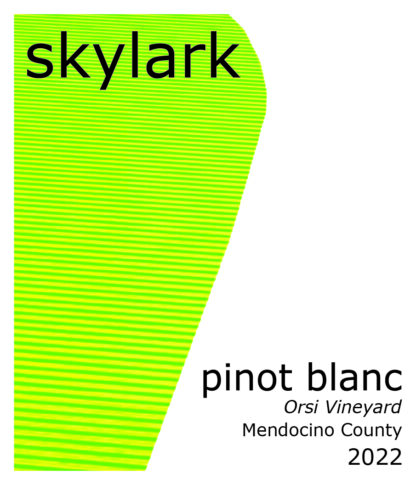 skylark
pinot blanc
Orsi Vineyard
Mendocino County
2022